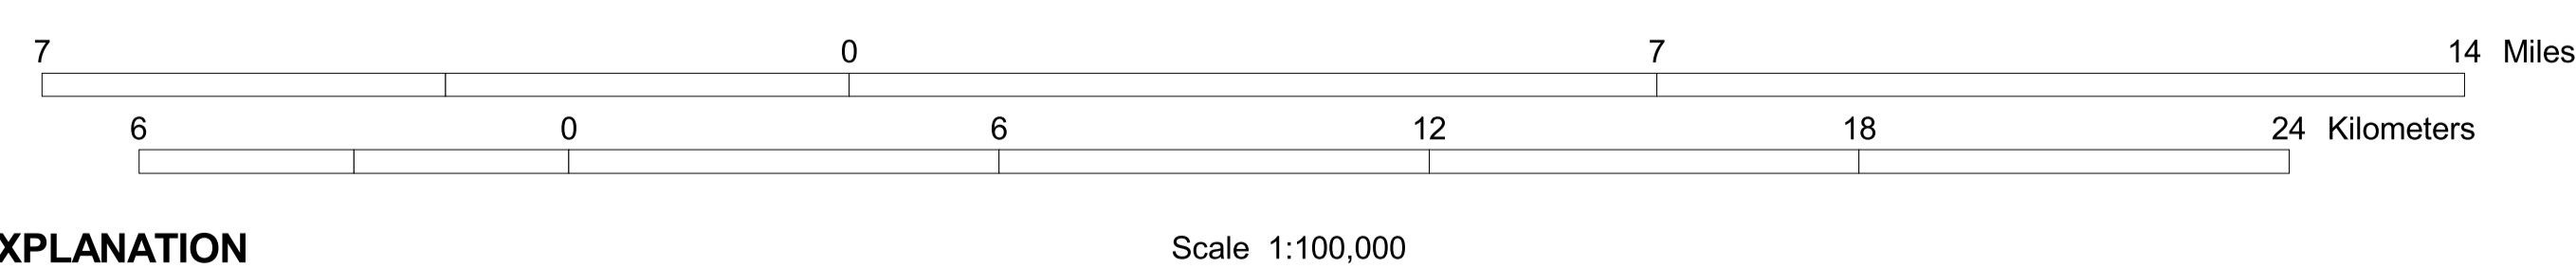 7 0 7 14 Miles
6 0 6 12 18 24 Kilometers
XPLANATION
Scale 1:100,000